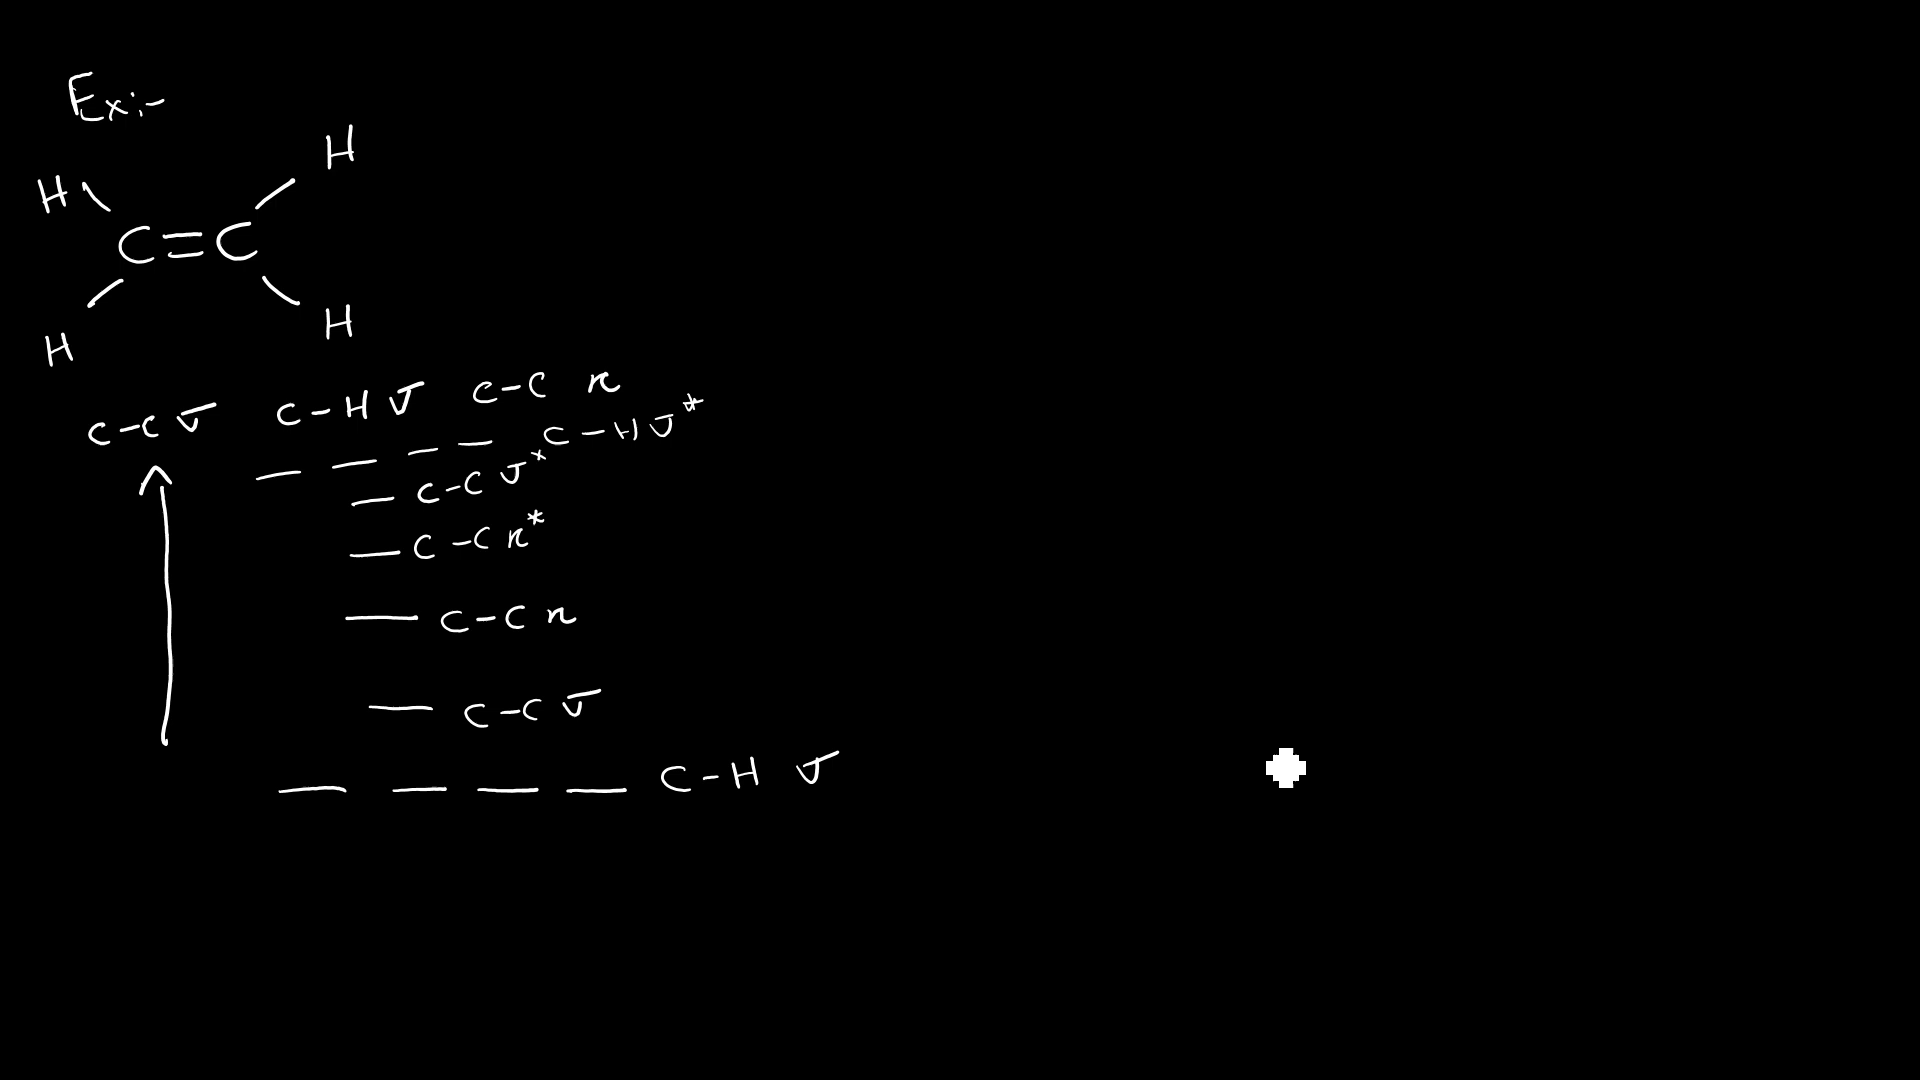 Ex:-
H H
C=C
H H
C-C σ C-H σ C-C π
C-H σ*
C-C σ*
C-C π*
C-C π
C-C σ
C-H σ